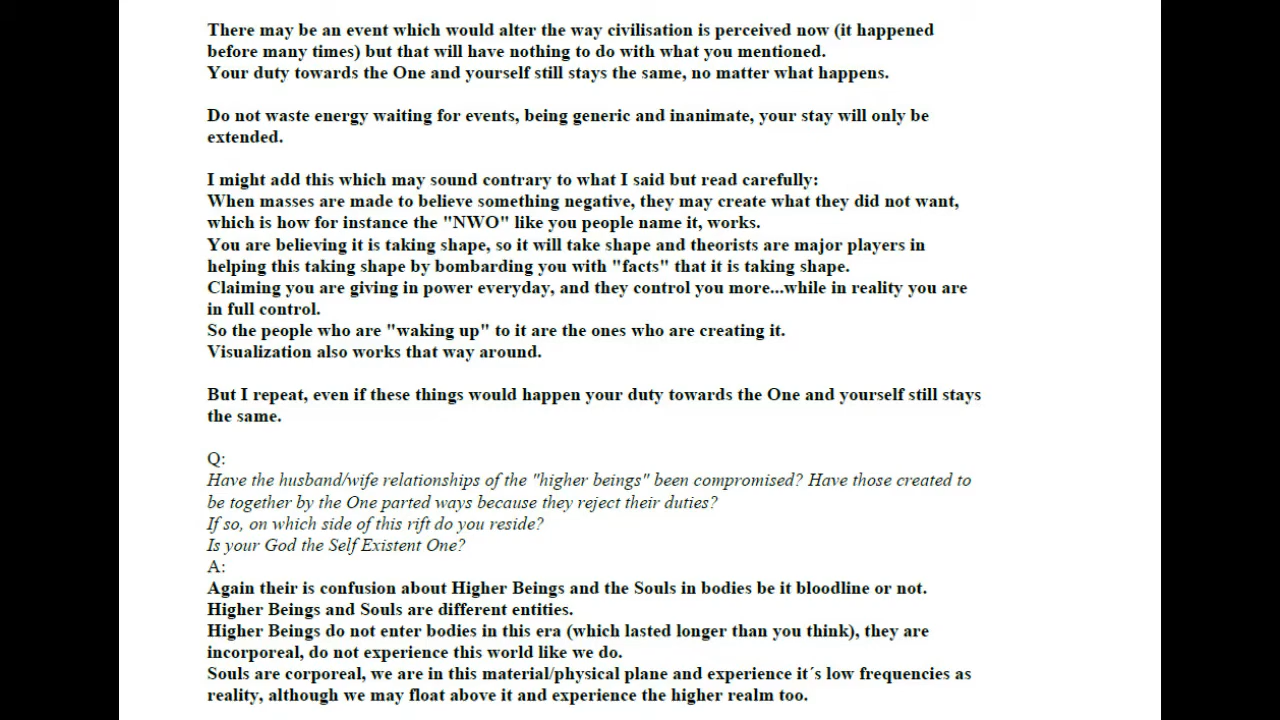 There may be an event which would alter the way civilisation is perceived now (it happened
before many times) but that will have nothing to do with what you mentioned.
Your duty towards the One and yourself still stays the same, no matter what happens.
Do not waste energy waiting for events, being generic and inanimate, your stay will only be
extended.
I might add this which may sound contrary to what I said but read carefully:
When masses are made to believe something negative, they may create what they did not want,
which is how for instance the "NWO" like you people name it, works.
You are believing it is taking shape, so it will take shape and theorists are major players in
helping this taking shape by bombarding you with "facts" that it is taking shape.
Claiming you are giving in power everyday, and they control you more...while in reality you are
in full control.
So the people who are "waking up" to it are the ones who are creating it.
Visualization also works that way around.
But I repeat, even if these things would happen your duty towards the One and yourself still stays
the same.
Q:
Have the husband/wife relationships of the "higher beings" been compromised? Have those created to
be together by the One parted ways because they reject their duties?
If so, on which side of this rift do you reside?
Is your God the Self Existent One?
A:
Again their is confusion about Higher Beings and the Souls in bodies be it bloodline or not.
Higher Beings and Souls are different entities.
Higher Beings do not enter bodies in this era (which lasted longer than you think), they are
incorporeal, do not experience this world like we do.
Souls are corporeal, we are in this material/physical plane and experience it´s low frequencies as
reality, although we may float above it and experience the higher realm too.